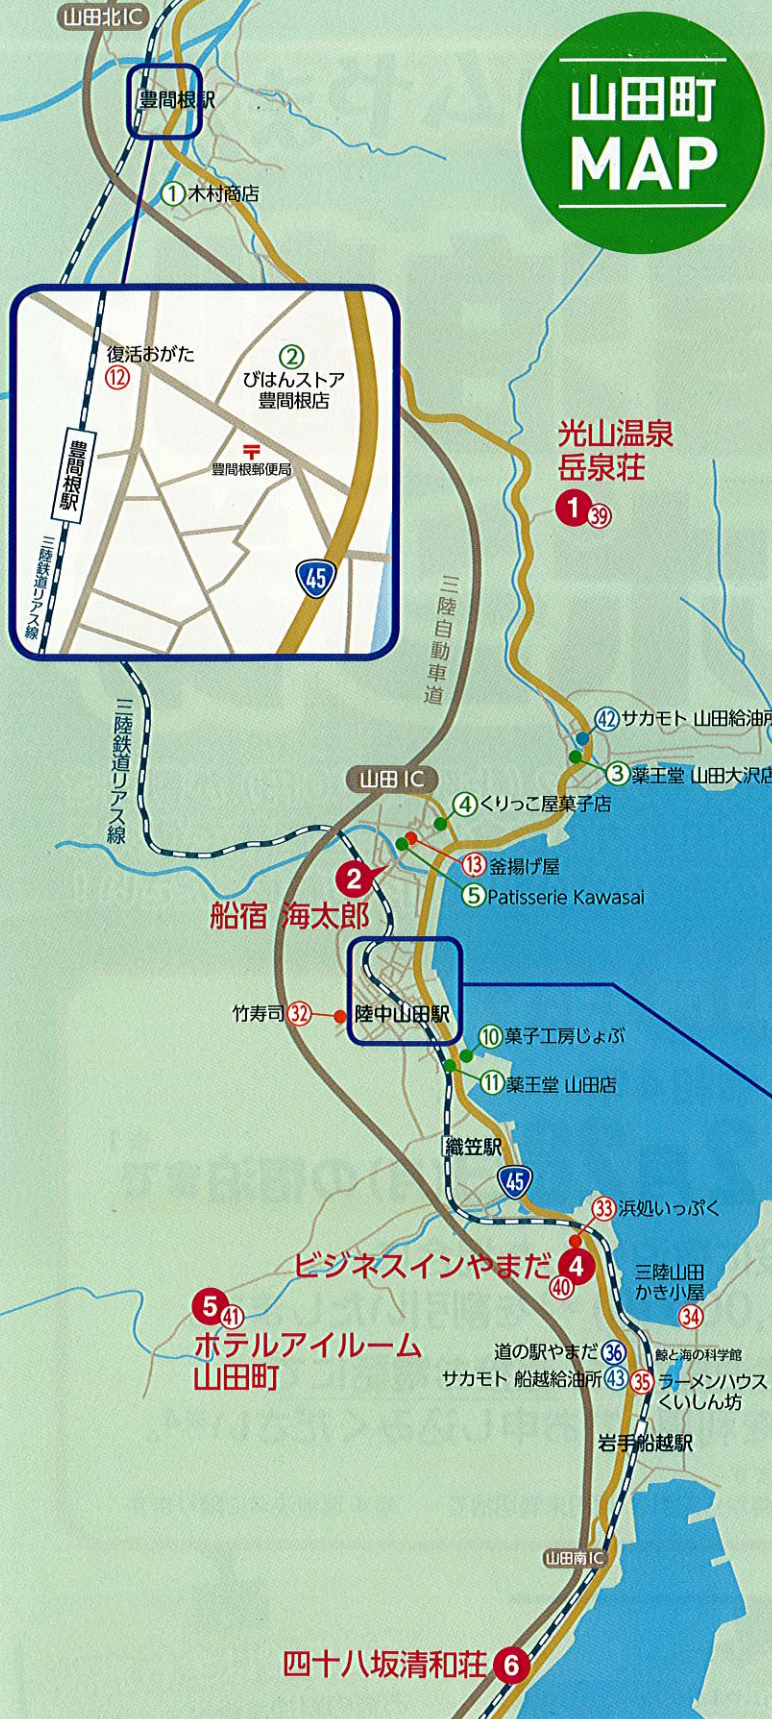 山田北IC
豊間根駅
山田町
MAP
①木村商店
復活おがた
⑫
②
びはんストア
豊間根店
豊間根郵便局
豊間根駅
三陸鉄道リアス線
45
光山温泉
岳泉荘
1 ㊴
三陸自動車道
三陸鉄道リアス線
㊷サカモト 山田給油所
③薬王堂 山田大沢店
山田IC
④くりっこ屋菓子店
⑬釜揚げ屋
⑤Patisserie Kawasai
2
船宿 海太郎
竹寿司㉜
陸中山田駅
⑩菓子工房じょぶ
⑪薬王堂 山田店
織笠駅
45
㉝浜処いっぷく
ビジネスインやまだ 4
㊵
三陸山田
かき小屋
㉞
5 ㊶
ホテルアイルーム
山田町
道の駅やまだ㊱
鯨と海の科学館
サカモト 船越給油所㊸
㉟ラーメンハウス
くいしん坊
岩手船越駅
山田南IC
四十八坂清和荘 6